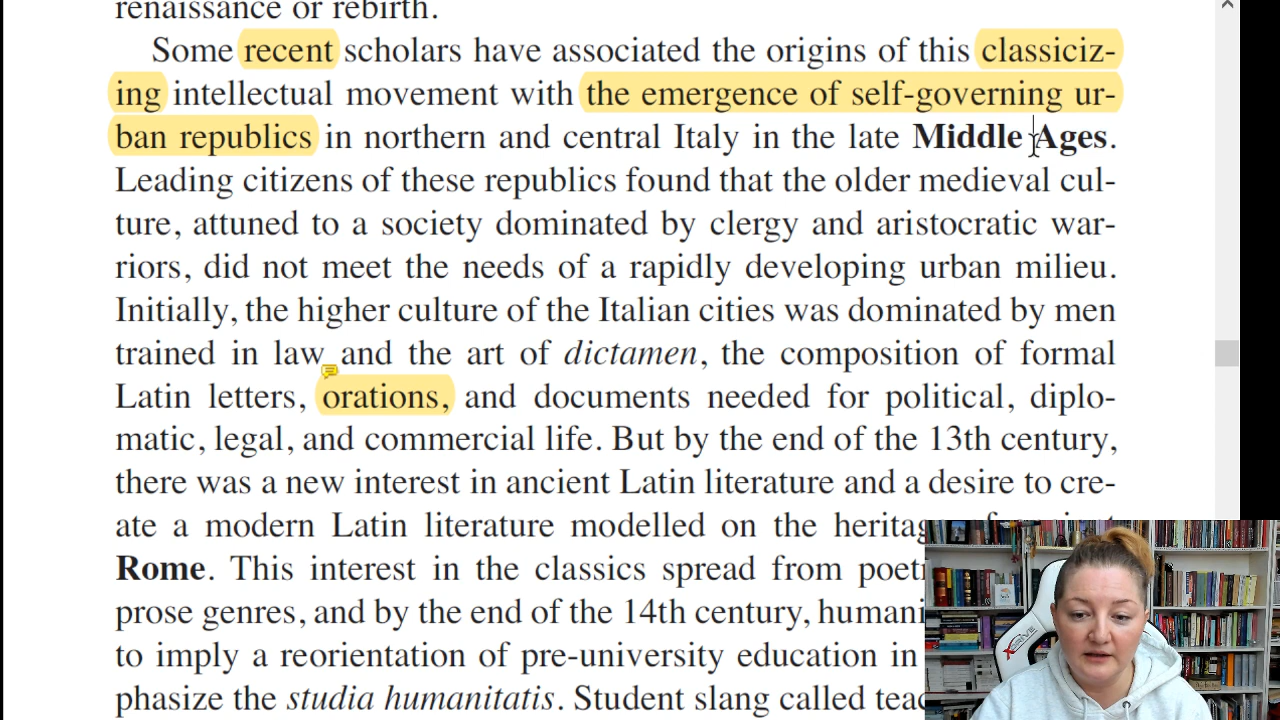 renaissance or rebirth.
Some recent scholars have associated the origins of this classiciz-
ing intellectual movement with the emergence of self-governing ur-
ban republics in northern and central Italy in the late Middle Ages.
Leading citizens of these republics found that the older medieval cul-
ture, attuned to a society dominated by clergy and aristocratic war-
riors, did not meet the needs of a rapidly developing urban milieu.
Initially, the higher culture of the Italian cities was dominated by men
trained in law and the art of dictamen, the composition of formal
Latin letters, orations, and documents needed for political, diplo-
matic, legal, and commercial life. But by the end of the 13th century,
there was a new interest in ancient Latin literature and a desire to cre-
ate a modern Latin literature modelled on the
Rome. This interest in the classics spread from
prose genres, and by the end of the 14th century,
to imply a reorientation of pre-university education in
phasize the studia humanitatis. Student slang called